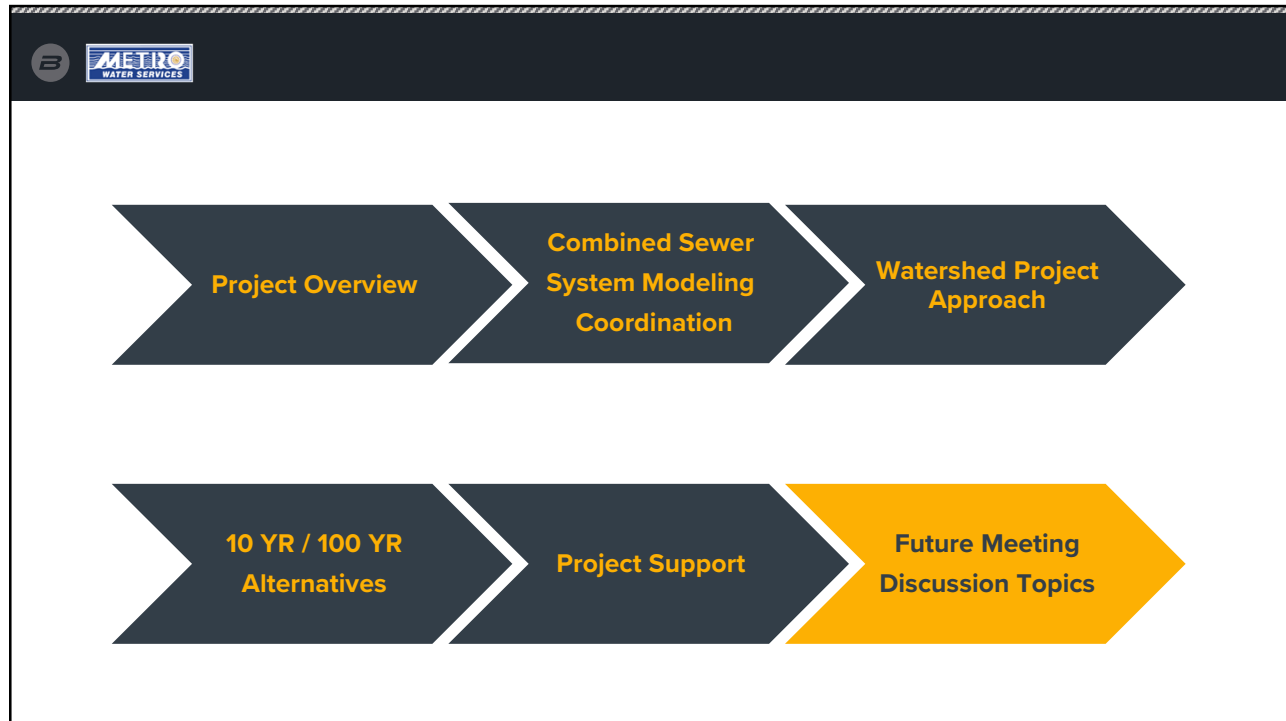 B
METRO
WATER SERVICES
Project Overview
Combined Sewer
System Modeling
Coordination
Watershed Project
Approach
10 YR / 100 YR
Alternatives
Project Support
Future Meeting
Discussion Topics